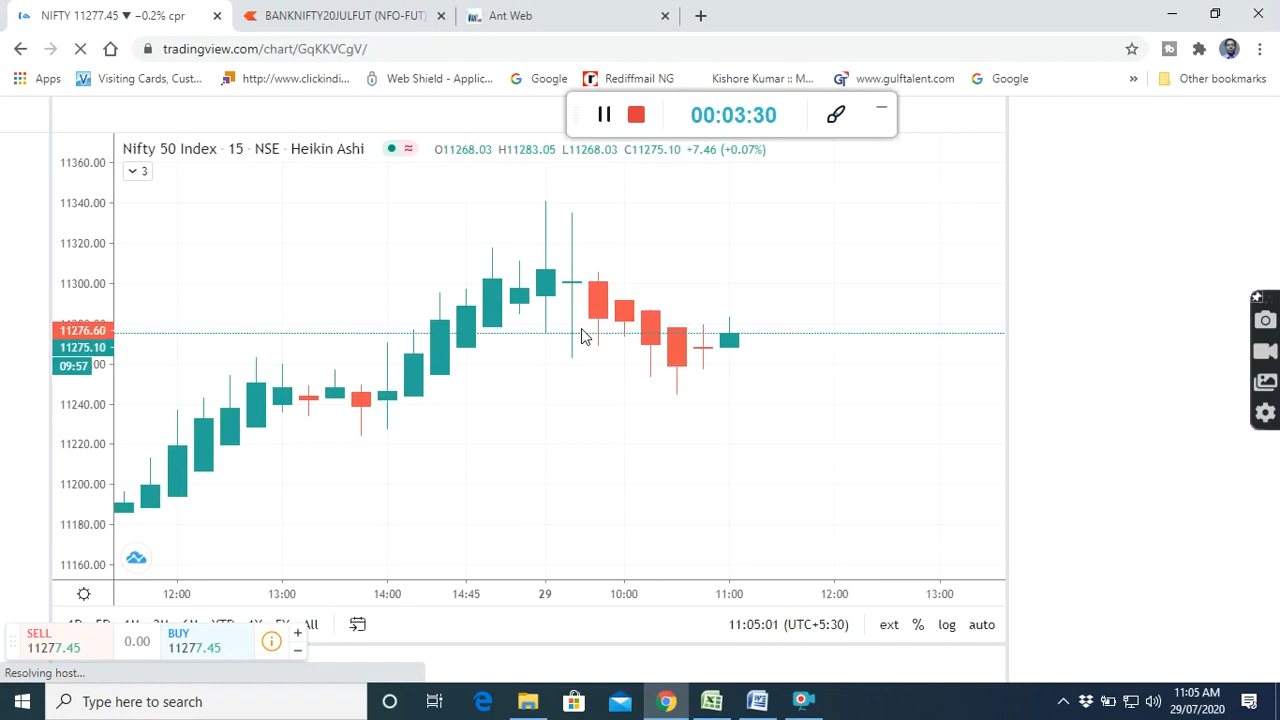 NIFTY 11277.45 ▼ −0.2% cpr
BANKNIFTY20JULFUT (NFO-FUT)
Ant Web
tradingview.com/chart/GqKKVCgV/
Apps
Visiting Cards, Cust...
http://www.clickindi...
Web Shield - Applic...
Google
Rediffmail NG
Kishore Kumar :: M...
www.gulftalent.com
Google
»
Other bookmarks
00:03:30
Nifty 50 Index · 15 · NSE · Heikin Ashi
O11268.03 H11283.05 L11268.03 C11275.10 +7.46 (+0.07%)
3
11360.00
11340.00
11320.00
11300.00
11276.60
11275.10
09:57
11240.00
11220.00
11200.00
11180.00
11160.00
12:00
13:00
14:00
14:45
29
10:00
11:00
12:00
13:00
All
11:05:01 (UTC+5:30)
ext
%
log
auto
SELL
11277.45
0.00
BUY
11277.45
Resolving host...
Type here to search
11:05 AM
29/07/2020